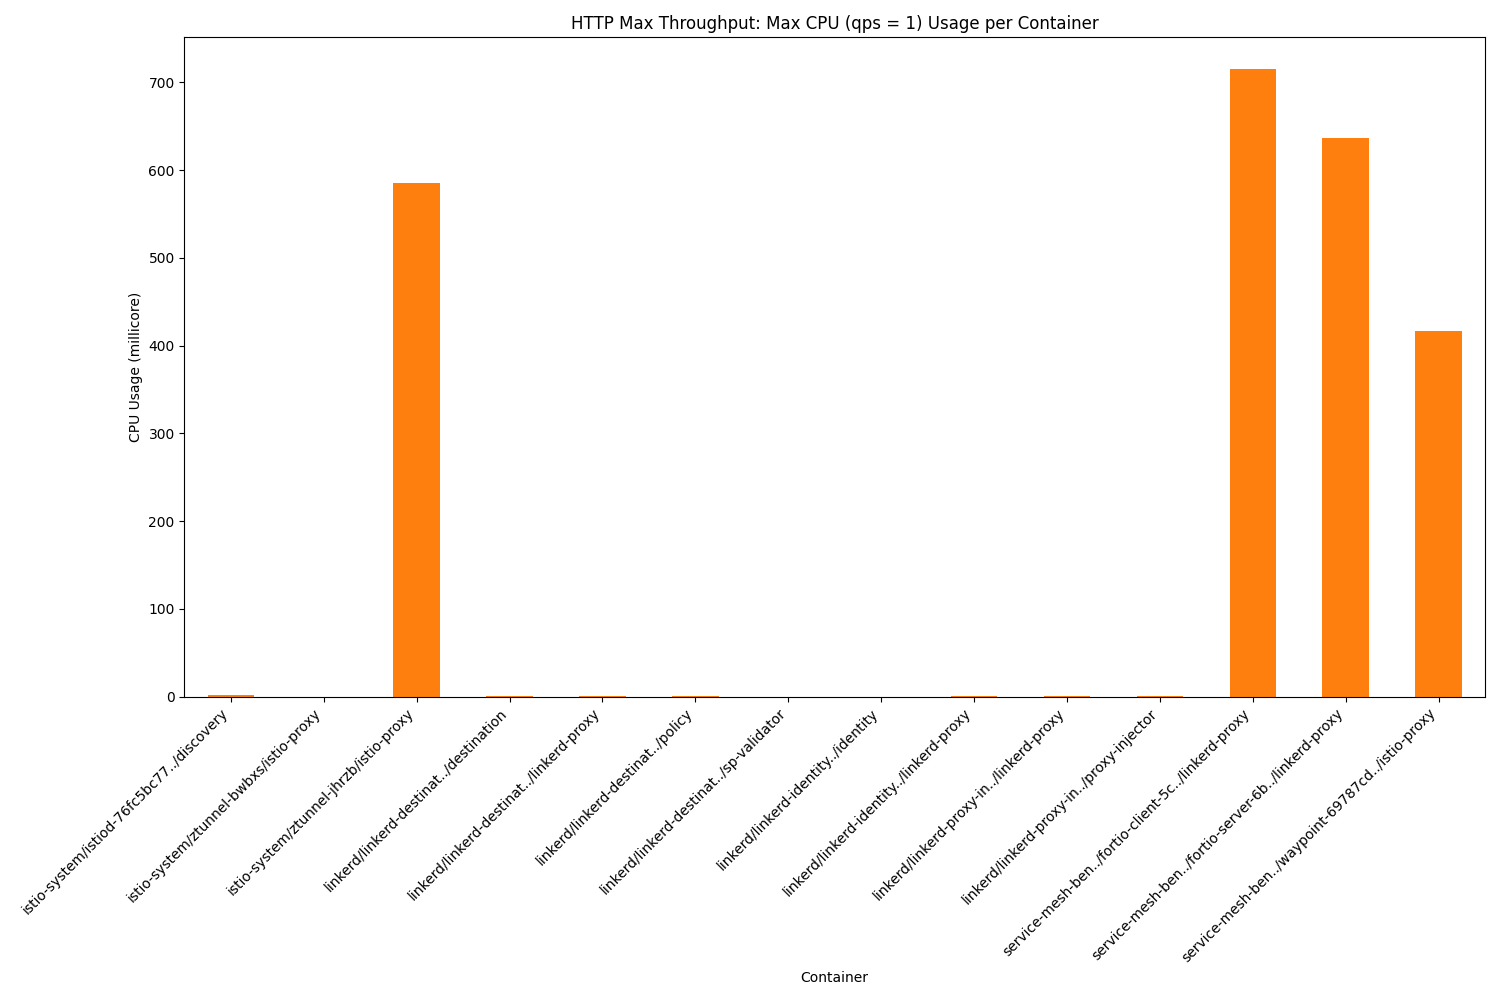 HTTP Max Throughput: Max CPU (qps = 1) Usage per Container
CPU Usage (millicore)
700
600
500
400
300
200
100
0
istio-system/istiod-76fc5bc77../discovery
istio-system/ztunnel-bwbxs/istio-proxy
istio-system/ztunnel-jhrzb/istio-proxy
linkerd/linkerd-destinat../destination
linkerd/linkerd-destinat../linkerd-proxy
linkerd/linkerd-destinat../policy
linkerd/linkerd-destinat../sp-validator
linkerd/linkerd-identity../identity
linkerd/linkerd-identity../linkerd-proxy
linkerd/linkerd-proxy-in../linkerd-proxy
linkerd/linkerd-proxy-in../proxy-injector
service-mesh-ben../fortio-client-5c../linkerd-proxy
service-mesh-ben../fortio-server-6b../linkerd-proxy
service-mesh-ben../waypoint-69787cd../istio-proxy
Container